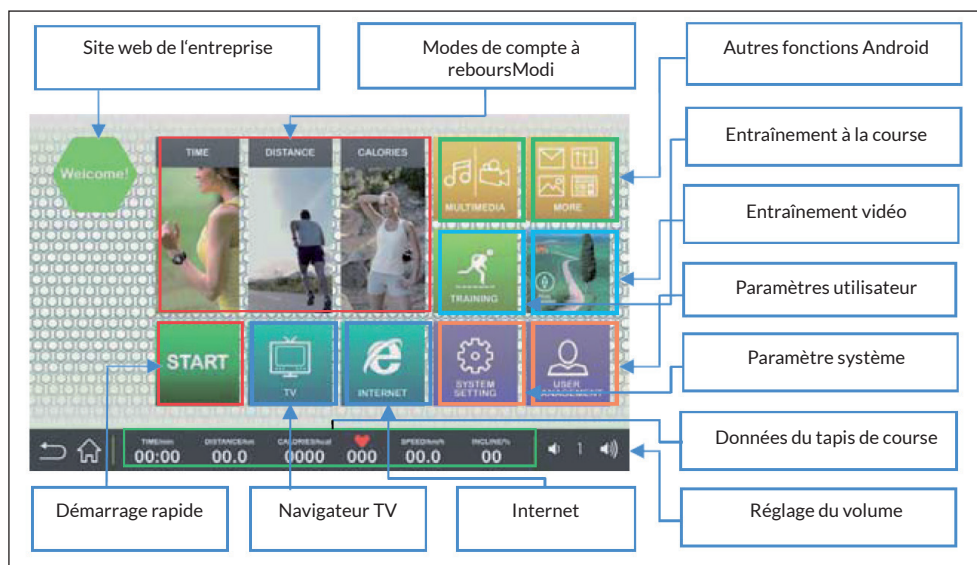 Site web de l‘entreprise
Modes de compte à
reboursModi
Autres fonctions Android
Entraînement à la course
Entraînement vidéo
Paramètres utilisateur
Paramètre système
Données du tapis de course
Réglage du volume
Welcome!
TIME
DISTANCE
CALORIES
MULTIMEDIA
MORE
TRAINING
START
TV
INTERNET
SYSTEM
SETTING
USER
MANAGEMENT
TIME/min
DISTANCE/km
CALORIES/kcal
SPEED/km/h
INCLINE/%
00:00
00.0
0000
000
00.0
00
1
Démarrage rapide
Navigateur TV
Internet